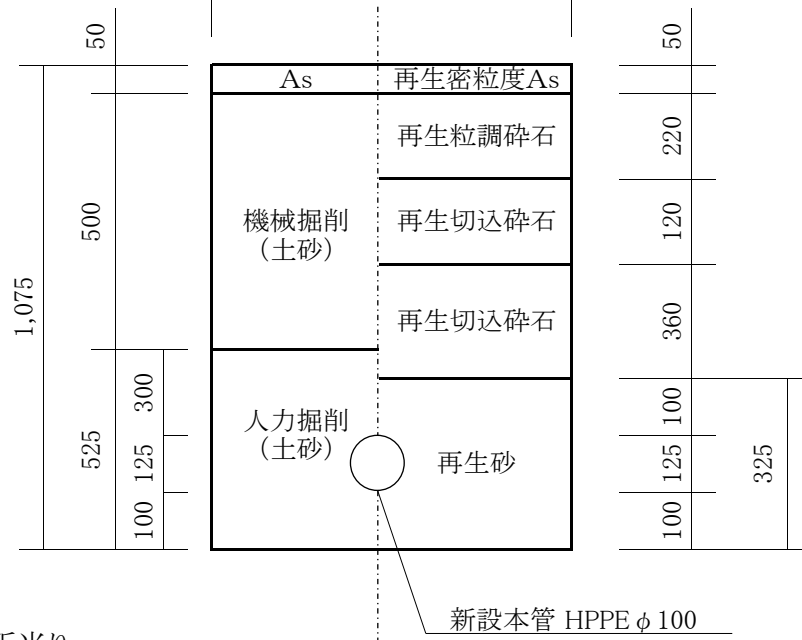 50
50
As
再生密粒度As
再生粒調砕石
220
500
機械掘削
（土砂）
再生切込砕石
120
1,075
再生切込砕石
360
300
人力掘削
（土砂）
100
525
125
再生砂
125
325
100
100
新設本管 HPPEφ100